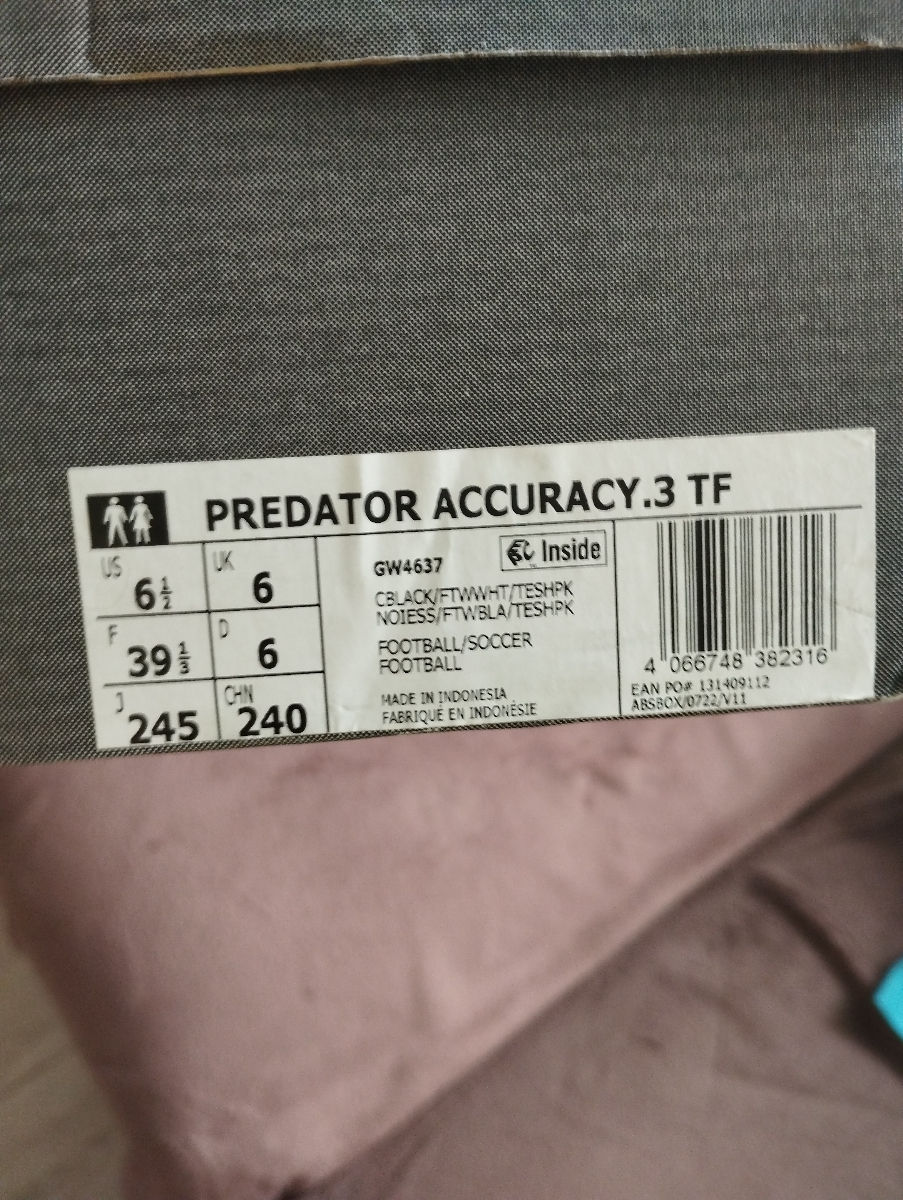 PREDATOR ACCURACY.3 TF
US 6½ UK 6
F 39⅓ D 6
J 245 CHN 240
GW4637 Inside
CBLACK/FTWWHT/TESHPK
NOIESS/FTWBLA/TESHPK
FOOTBALL/SOCCER
FOOTBALL
MADE IN INDONESIA
FABRIQUÉ EN INDONÉSIE
4 066748 382316
EAN PO# 131409112
ABSBOX/0722/V11